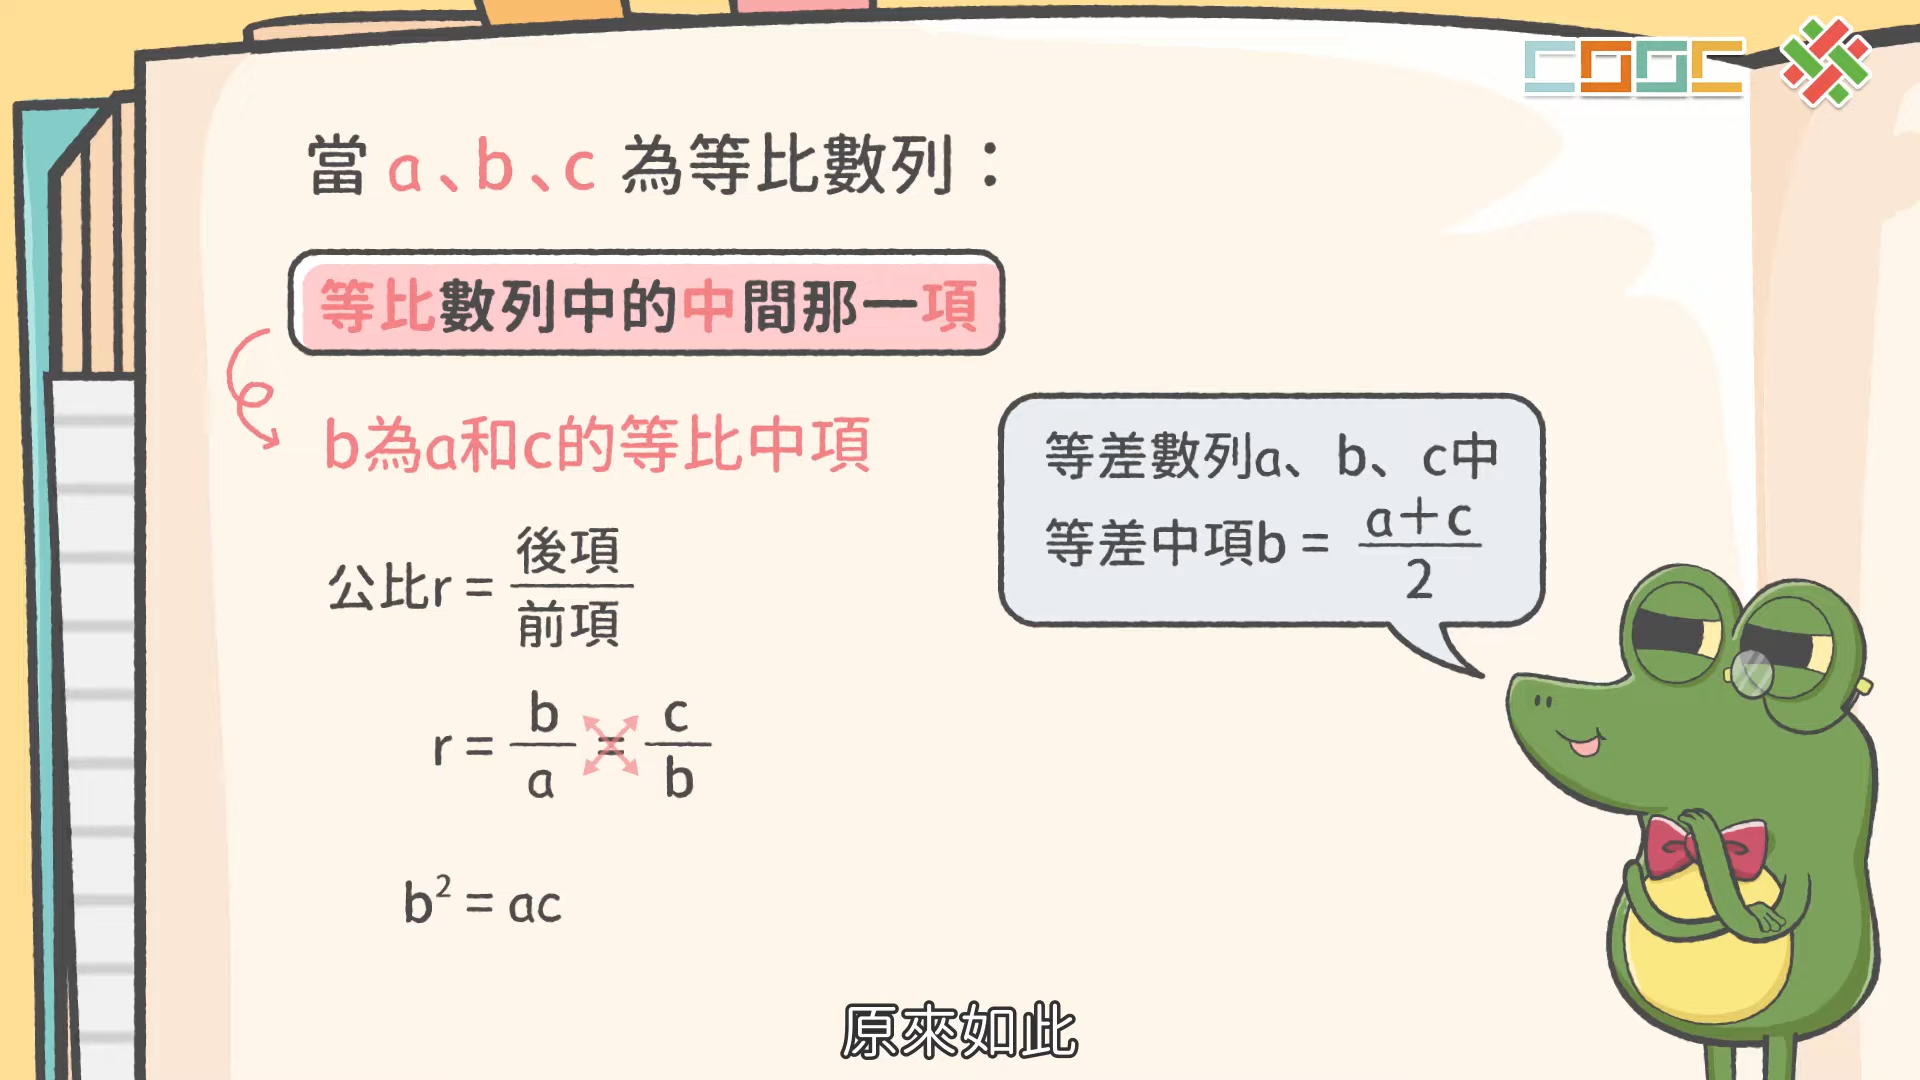 COOC
當 a、b、c 為等比數列：
等比數列中的中間那一項
b為a和c的等比中項
等差數列a、b、c中
等差中項b = a+c / 2
公比r = 後項 / 前項
r = b / a = c / b
b² = ac
原來如此